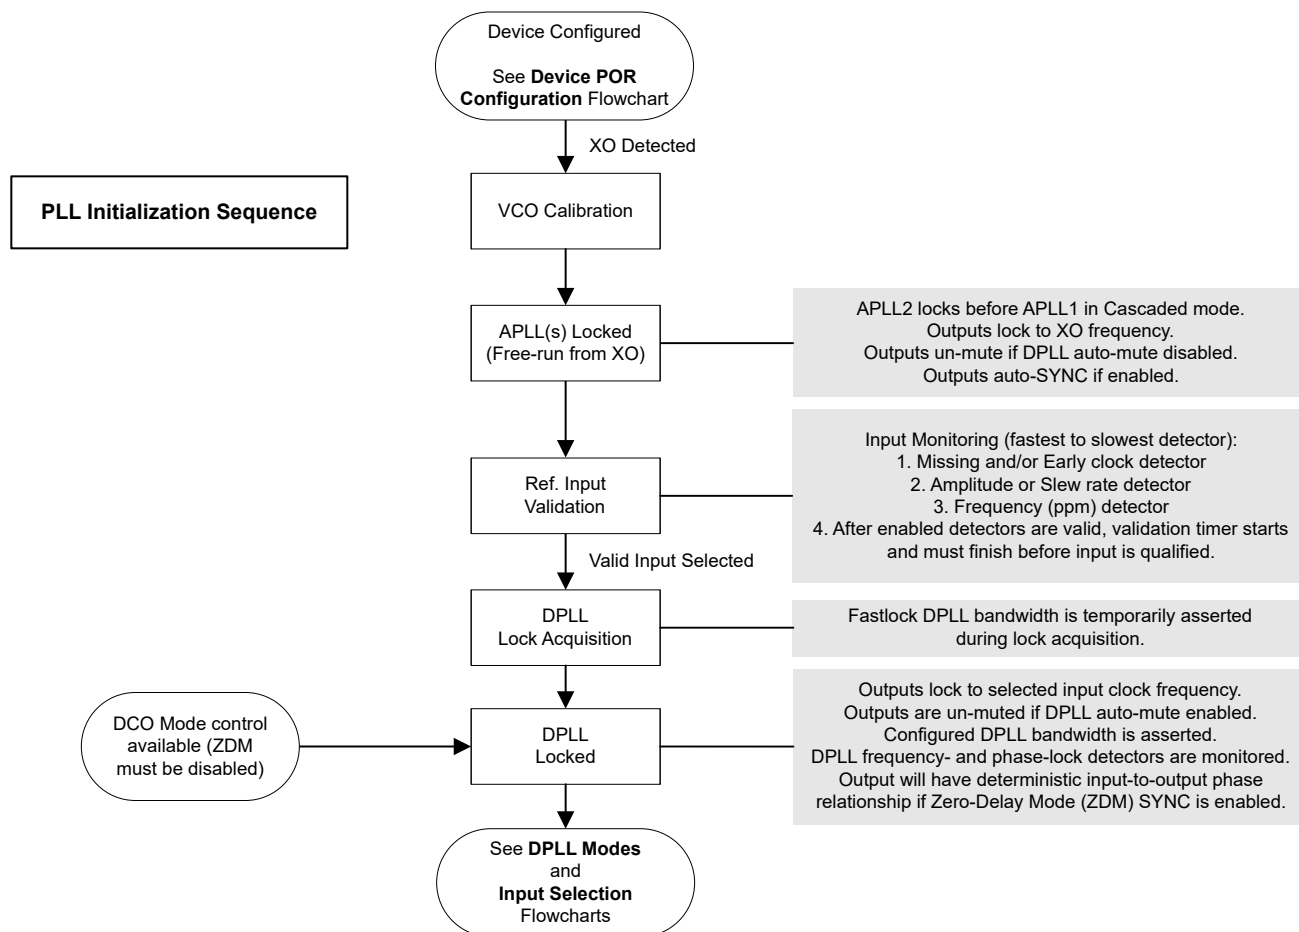 Device Configured
See Device POR
Configuration Flowchart
XO Detected
PLL Initialization Sequence
VCO Calibration
APLL(s) Locked
(Free-run from XO)
APLL2 locks before APLL1 in Cascaded mode.
Outputs lock to XO frequency.
Outputs un-mute if DPLL auto-mute disabled.
Outputs auto-SYNC if enabled.
Ref. Input
Validation
Input Monitoring (fastest to slowest detector):
1. Missing and/or Early clock detector
2. Amplitude or Slew rate detector
3. Frequency (ppm) detector
4. After enabled detectors are valid, validation timer starts
and must finish before input is qualified.
Valid Input Selected
DPLL
Lock Acquisition
Fastlock DPLL bandwidth is temporarily asserted
during lock acquisition.
DCO Mode control
available (ZDM
must be disabled)
DPLL
Locked
Outputs lock to selected input clock frequency.
Outputs are un-muted if DPLL auto-mute enabled.
Configured DPLL bandwidth is asserted.
DPLL frequency- and phase-lock detectors are monitored.
Output will have deterministic input-to-output phase
relationship if Zero-Delay Mode (ZDM) SYNC is enabled.
See DPLL Modes
and
Input Selection
Flowcharts